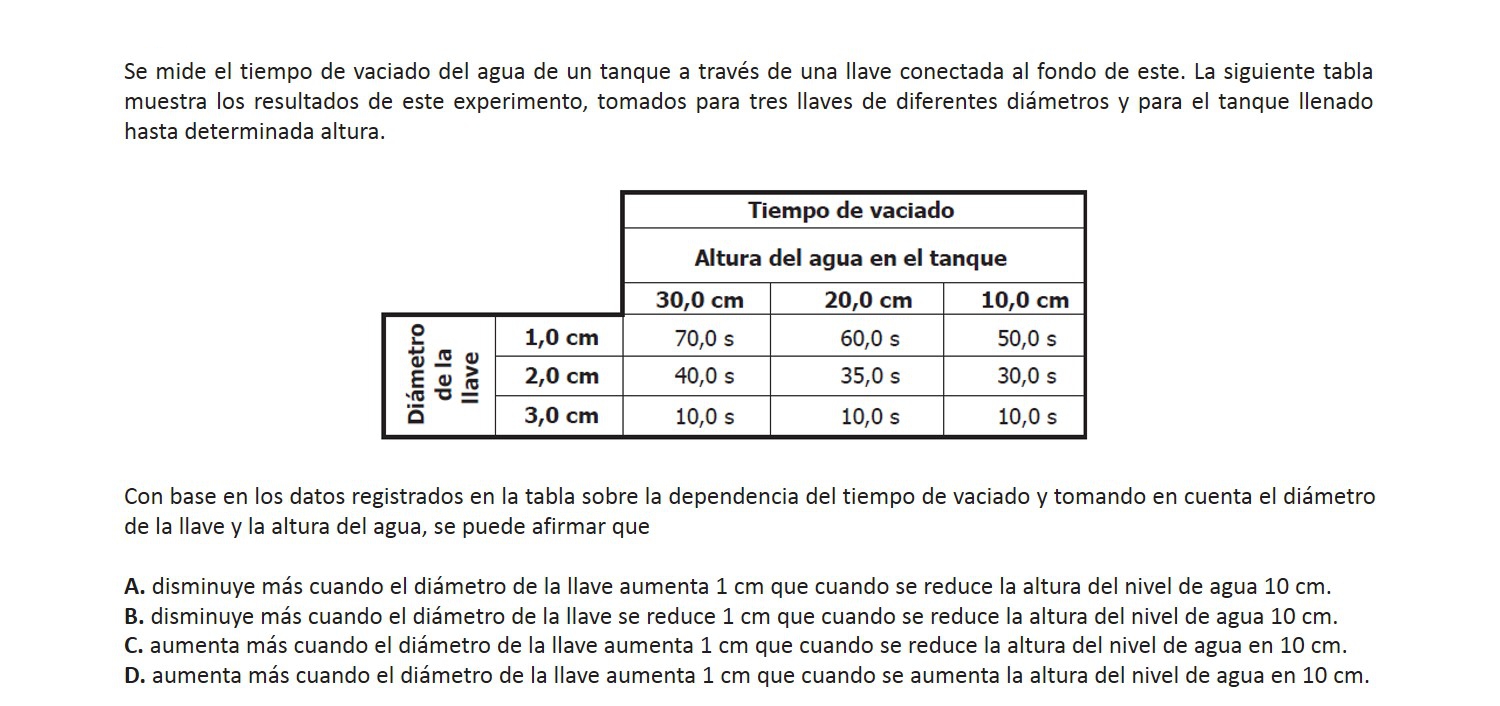 Se mide el tiempo de vaciado del agua de un tanque a través de una llave conectada al fondo de este. La siguiente tabla
muestra los resultados de este experimento, tomados para tres llaves de diferentes diámetros y para el tanque llenado
hasta determinada altura.
Tiempo de vaciado
Altura del agua en el tanque
30,0 cm 20,0 cm 10,0 cm
Diámetro
de la
llave
1,0 cm 70,0 s 60,0 s 50,0 s
2,0 cm 40,0 s 35,0 s 30,0 s
3,0 cm 10,0 s 10,0 s 10,0 s
Con base en los datos registrados en la tabla sobre la dependencia del tiempo de vaciado y tomando en cuenta el diámetro
de la llave y la altura del agua, se puede afirmar que
A. disminuye más cuando el diámetro de la llave aumenta 1 cm que cuando se reduce la altura del nivel de agua 10 cm.
B. disminuye más cuando el diámetro de la llave se reduce 1 cm que cuando se reduce la altura del nivel de agua 10 cm.
C. aumenta más cuando el diámetro de la llave aumenta 1 cm que cuando se reduce la altura del nivel de agua en 10 cm.
D. aumenta más cuando el diámetro de la llave aumenta 1 cm que cuando se aumenta la altura del nivel de agua en 10 cm.